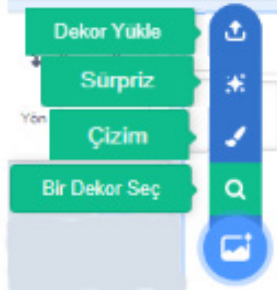 Dekor Yükle
Sürpriz
Yön
Çizim
Bir Dekor Seç